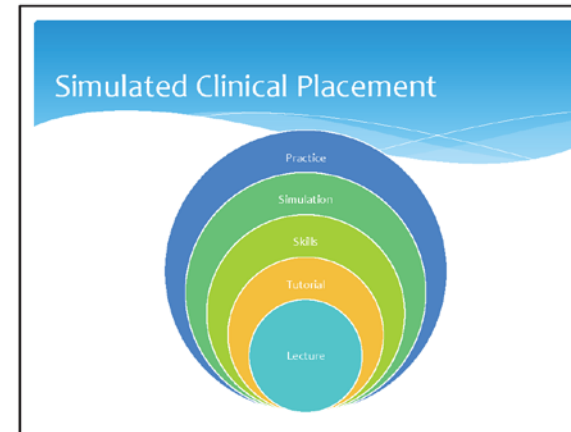 Simulated Clinical Placement
Practice
Simulation
Skills
Tutorial
Lecture